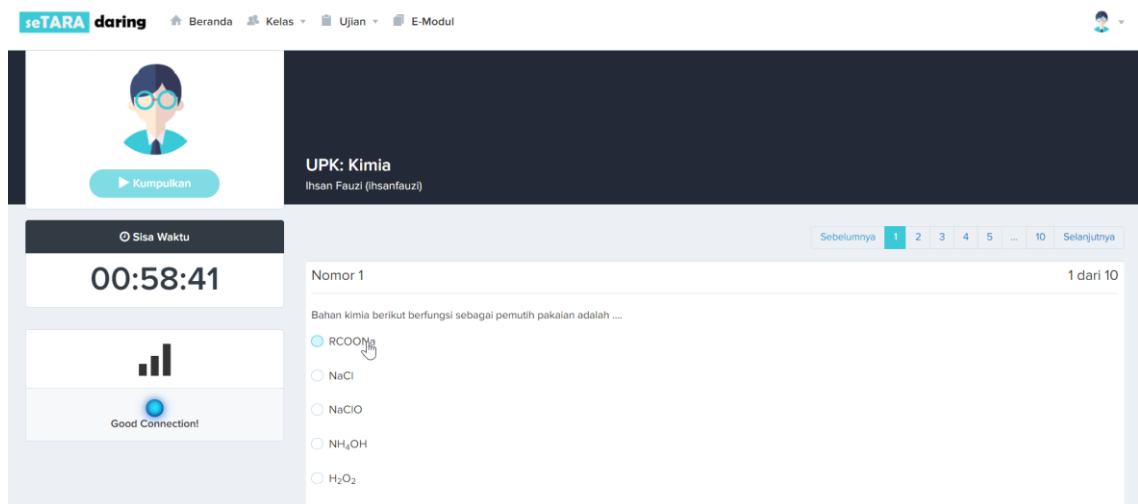 seTARA daring Beranda Kelas Ujian E-Modul
Kumpulkan
UPK: Kimia
Ihsan Fauzi (ihsanfauzi)
Sisa Waktu
00:58:41
Good Connection!
Sebelumnya 1 2 3 4 5 ... 10 Selanjutnya
Nomor 1 1 dari 10
Bahan kimia berikut berfungsi sebagai pemutih pakaian adalah ....
RCOONa
NaCl
NaClO
NH₄OH
H₂O₂